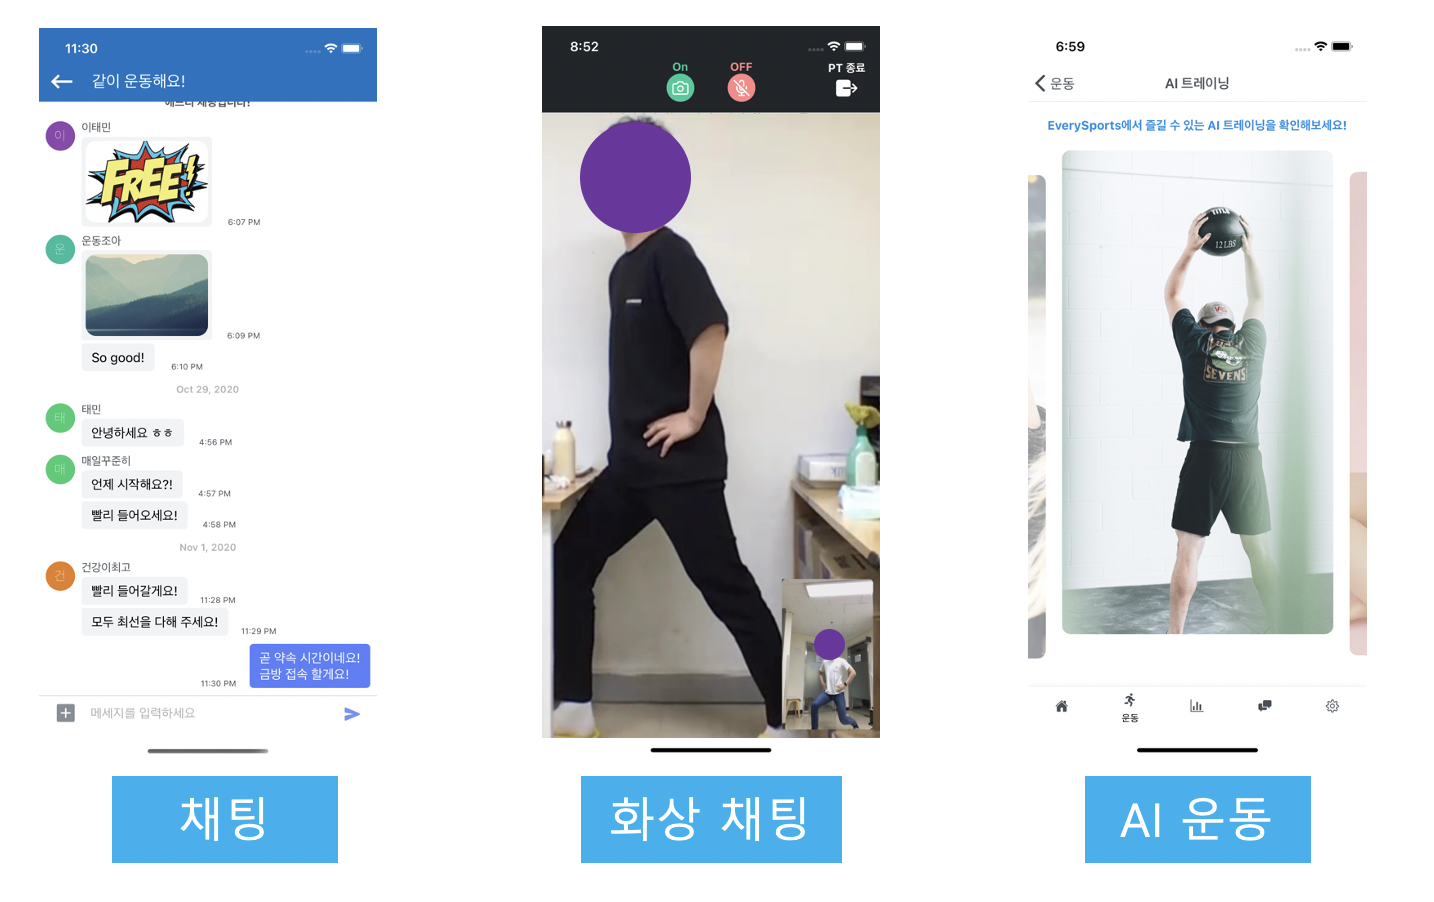 11:30
같이 운동해요!
이
이태민
FREE!
6:07 PM
운
운동조아
6:09 PM
So good!
6:10 PM
Oct 29, 2020
태
태민
안녕하세요 ㅎㅎ
4:56 PM
매
매일꾸준히
언제 시작해요?!
4:57 PM
빨리 들어오세요!
4:58 PM
Nov 1, 2020
건
건강이최고
빨리 들어갈게요!
11:28 PM
모두 최선을 다해 주세요!
11:29 PM
곧 약속 시간이네요!
금방 접속 할게요!
11:30 PM
메세지를 입력하세요
채팅
8:52
On
OFF
PT 종료
화상 채팅
6:59
운동
AI 트레이닝
EverySports에서 즐길 수 있는 AI 트레이닝을 확인해보세요!
TITLE
12 LBS
SEVENS
운동
AI 운동